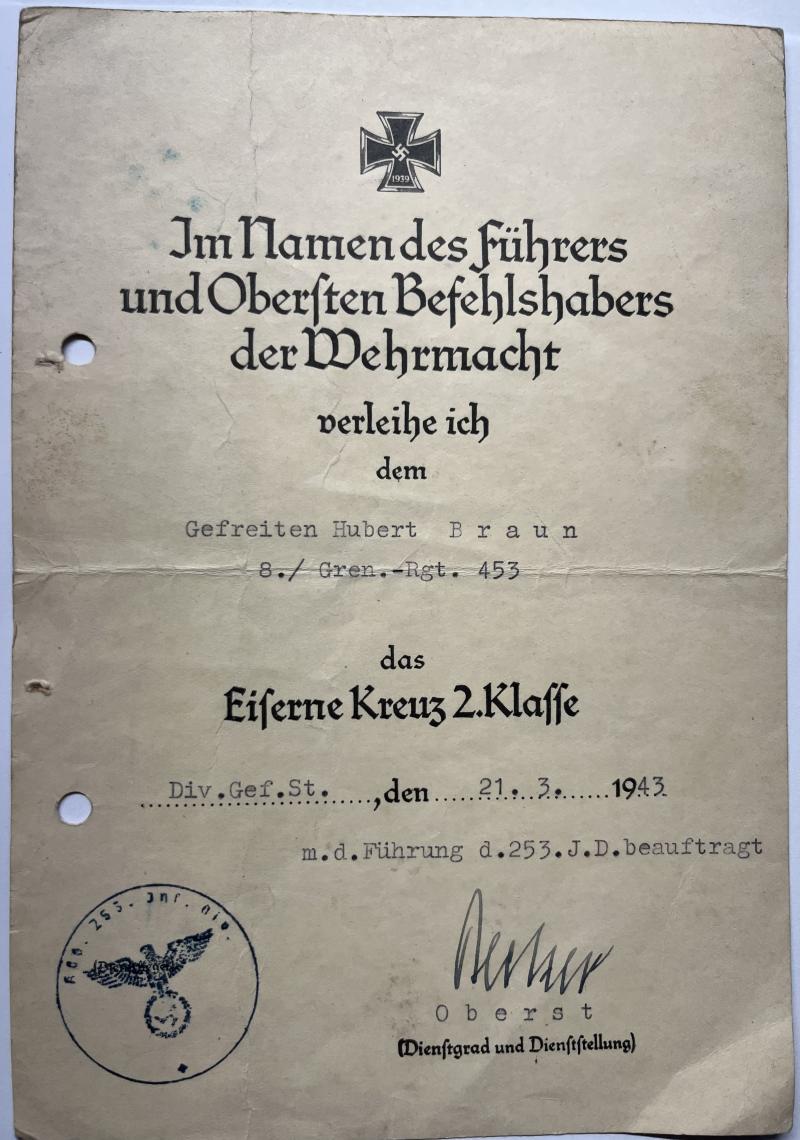 1939
Im Namen des Führers
und Oberſten Befehlshabers
der Wehrmacht
verleihe ich
dem
Gefreiten Hubert B r a u n
8./ Gren.-Rgt. 453
das
Eiſerne Kreuz 2.Klaſſe
Div.Gef.St. ..... ,den ..... 21. 3. ..... 1943
m.d.Führung d.253.J.D.beauftragt
Kdo. 253. Inf. Div.
O b e r s t
(Dienſtgrad und Dienſtſtellung)